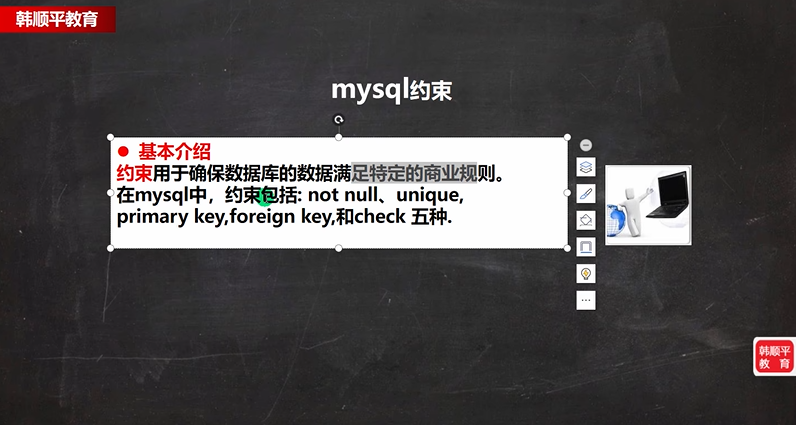 韩顺平教育
mysql约束
● 基本介绍
约束用于确保数据库的数据满足特定的商业规则。
在mysql中，约束包括: not null、unique,
primary key,foreign key,和check 五种.
韩顺平
教 育